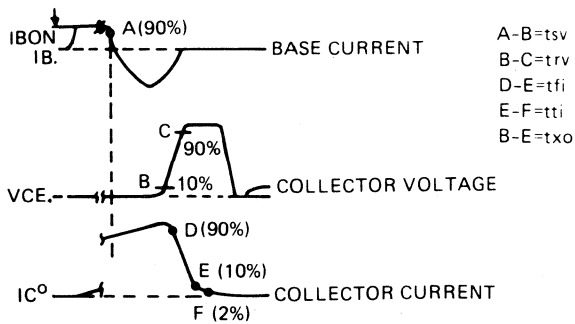 IBON
A (90%)
IB.
BASE CURRENT
A-B=tsv
B-C=trv
D-E=tfi
E-F=tti
B-E=txo
C
90%
B
10%
VCE.
COLLECTOR VOLTAGE
D (90%)
E (10%)
ICO
COLLECTOR CURRENT
F (2%)